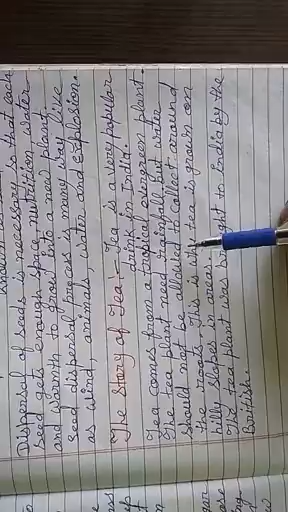 Dispersal of seeds is necessary so that each
seed gets enough space, nutrition, water
and warmth to grow into a new plant.
Seed dispersal process is many way like
as wind, animals, water and explosion.
The story of Tea:- Tea is a very popular
drink in India.
Tea comes from a tropical evergreen plant.
The tea plant need rainfall but water
should not be allowed to collect around
the roots. This is why tea is grown on
hilly slopes in areas
The tea plant was brought to India by the
British.